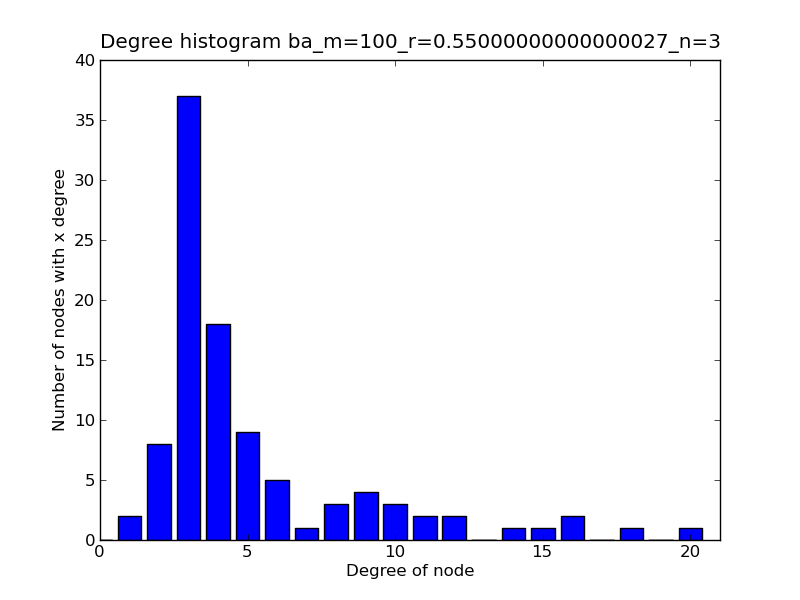 Degree histogram ba_m=100_r=0.55000000000000027_n=3
40
35
30
25
20
15
10
5
0
Number of nodes with x degree
0 5 10 15 20
Degree of node